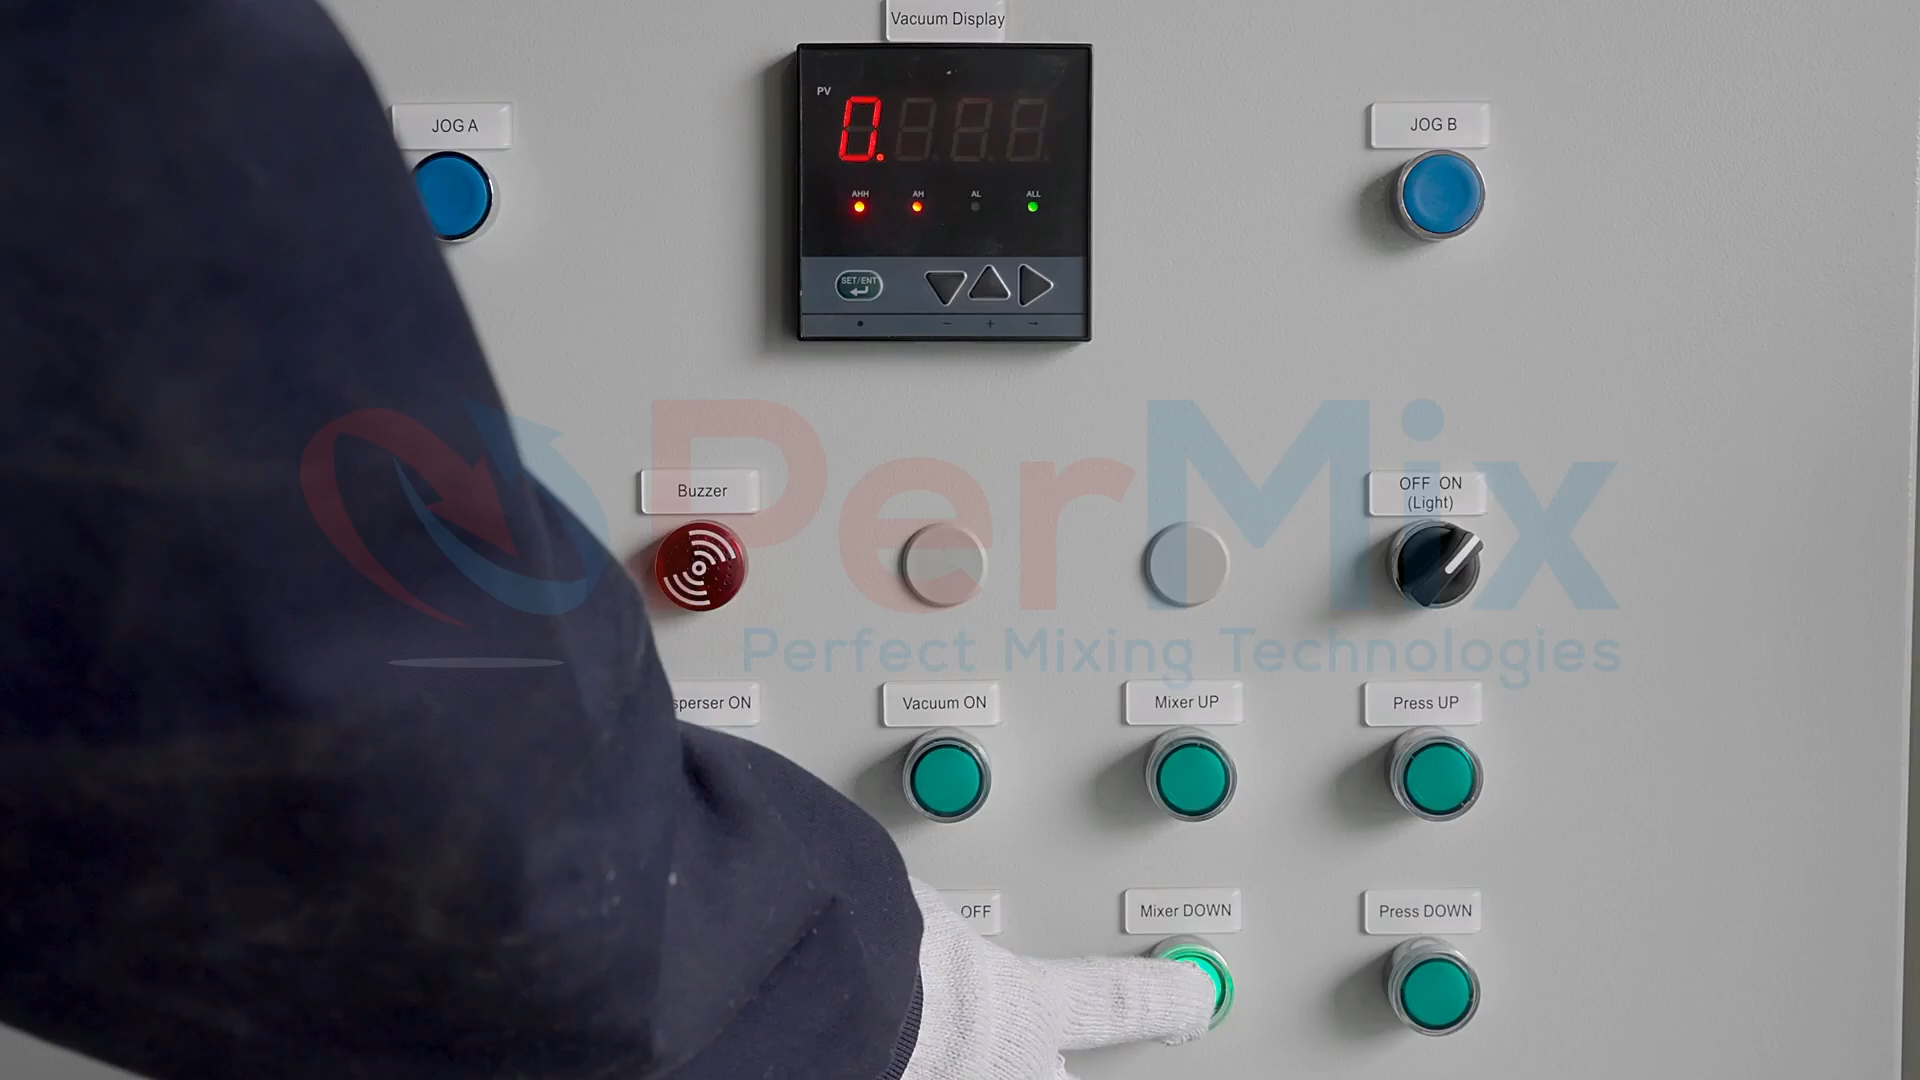 Vacuum Display
PV
0.
AHH AH AL ALL
SET/ENT
JOG A
JOG B
PerMix
Perfect Mixing Technologies
Buzzer
OFF ON
(Light)
sperser ON
Vacuum ON
Mixer UP
Press UP
OFF
Mixer DOWN
Press DOWN